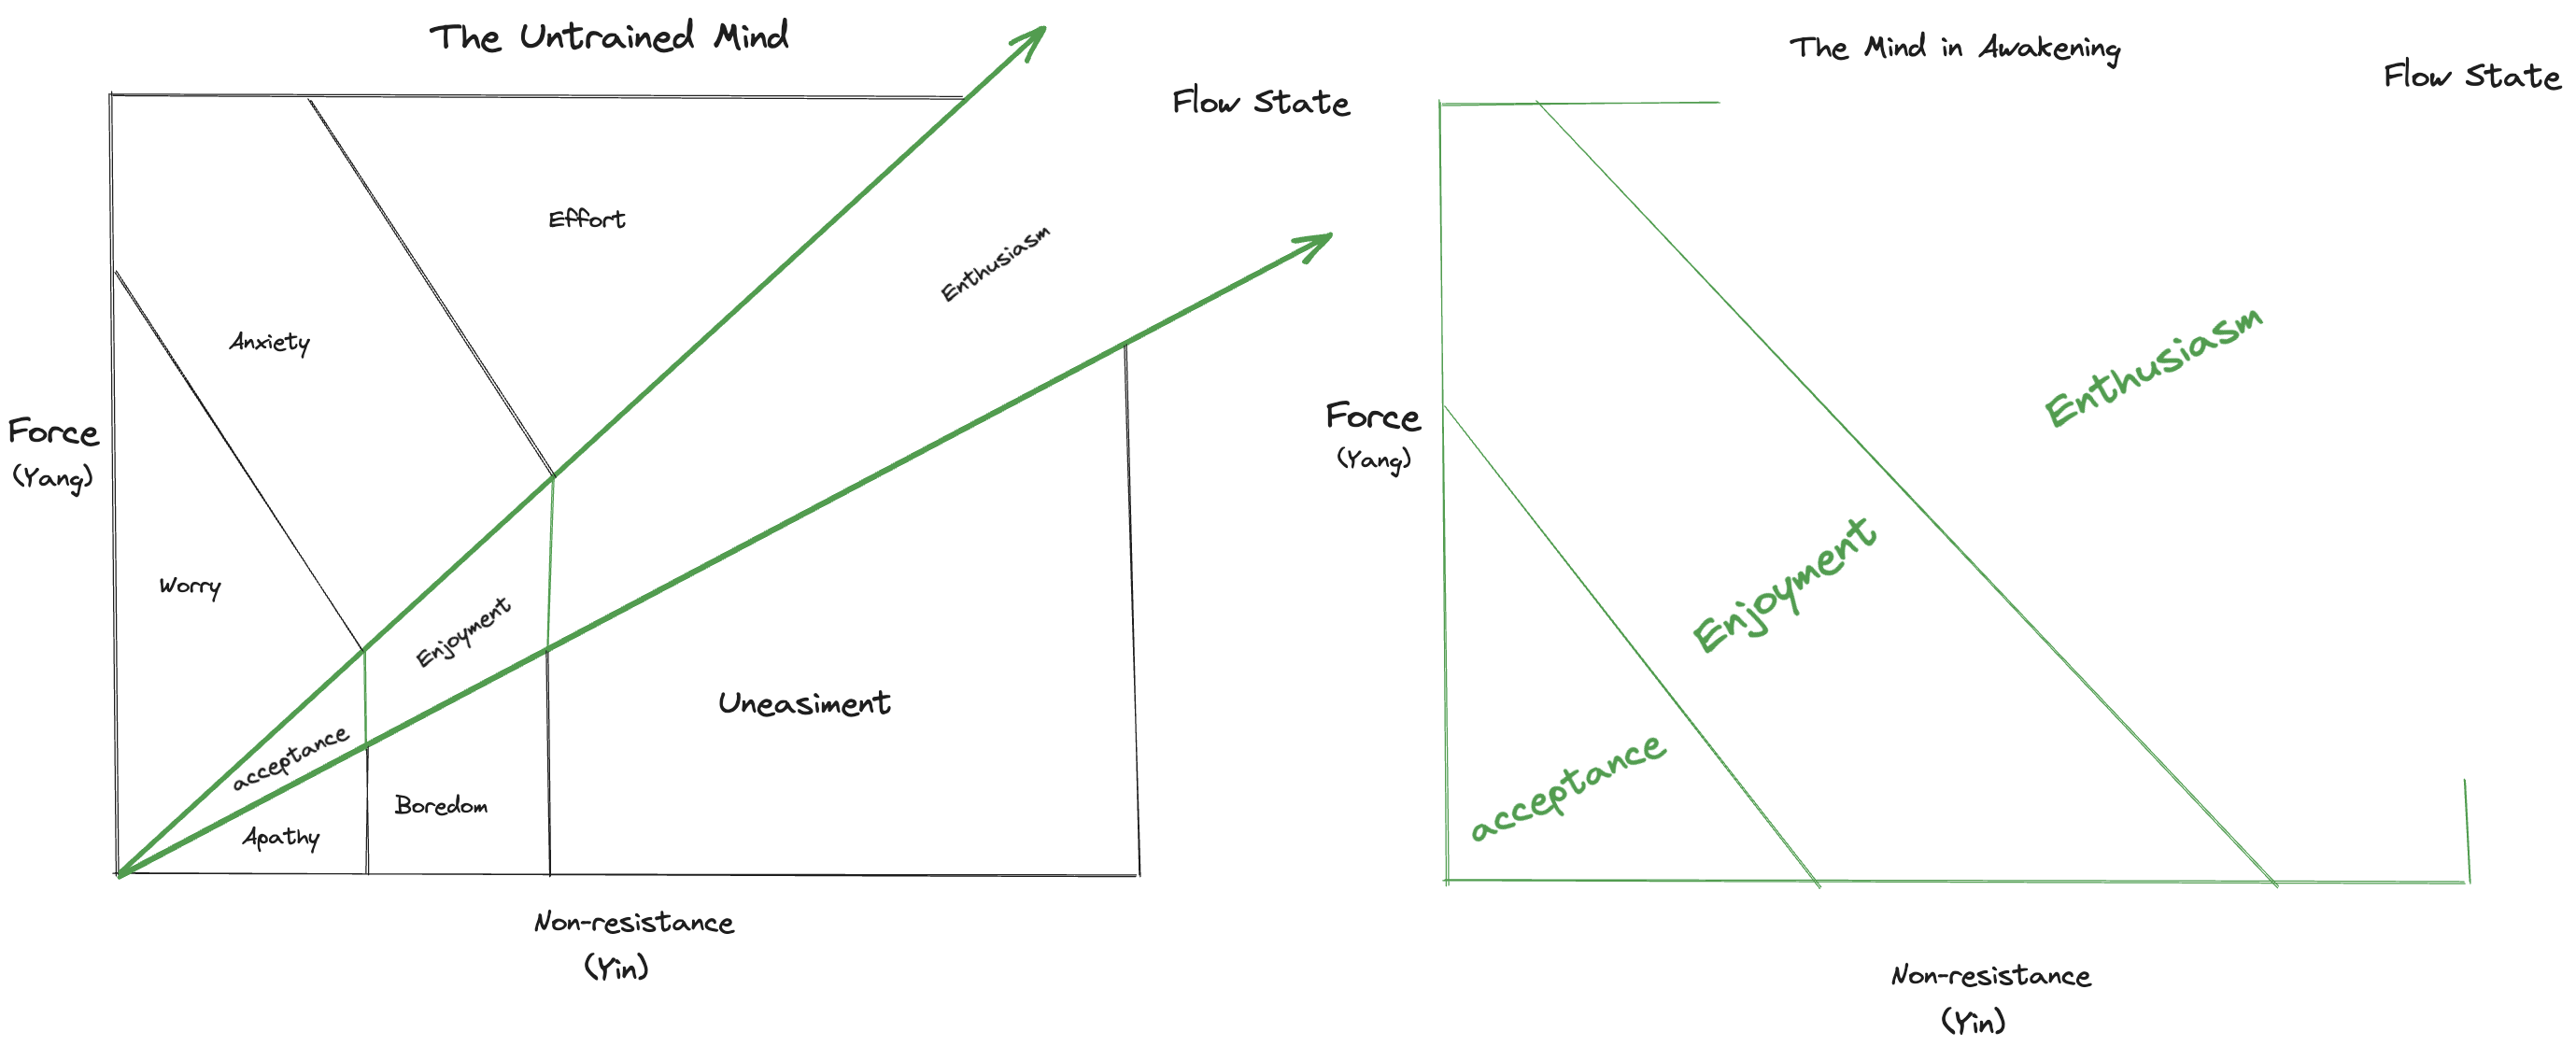 The Untrained Mind
Flow State
Effort
Enthusiasm
Anxiety
Force
(Yang)
Worry
Enjoyment
Uneasiment
acceptance
Boredom
Apathy
Non-resistance
(Yin)
The Mind in Awakening
Flow State
Enthusiasm
Force
(Yang)
Enjoyment
acceptance
Non-resistance
(Yin)